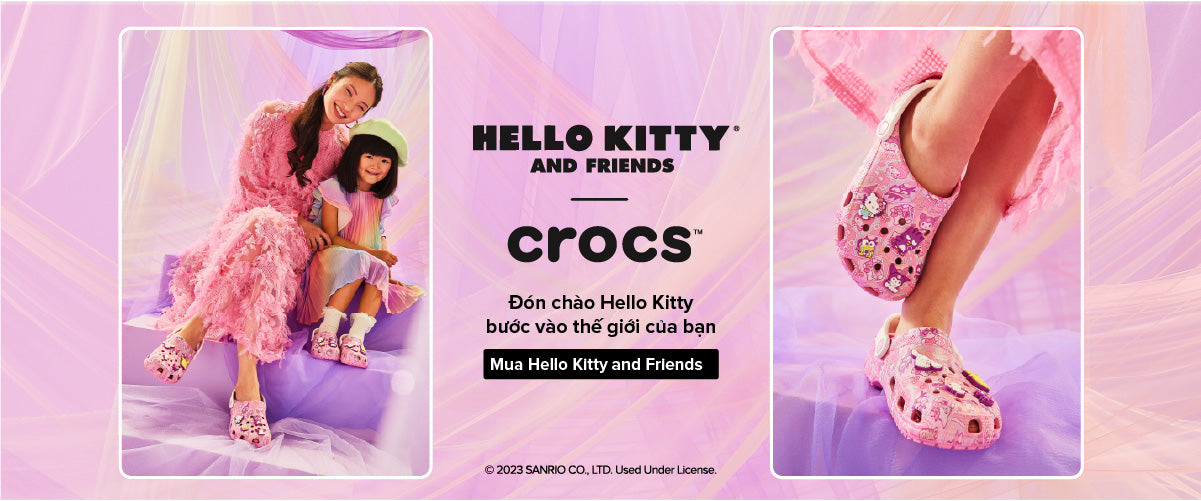 HELLO KITTY®
AND FRIENDS
crocs™
Đón chào Hello Kitty
bước vào thế giới của bạn
Mua Hello Kitty and Friends
© 2023 SANRIO CO., LTD. Used Under License.